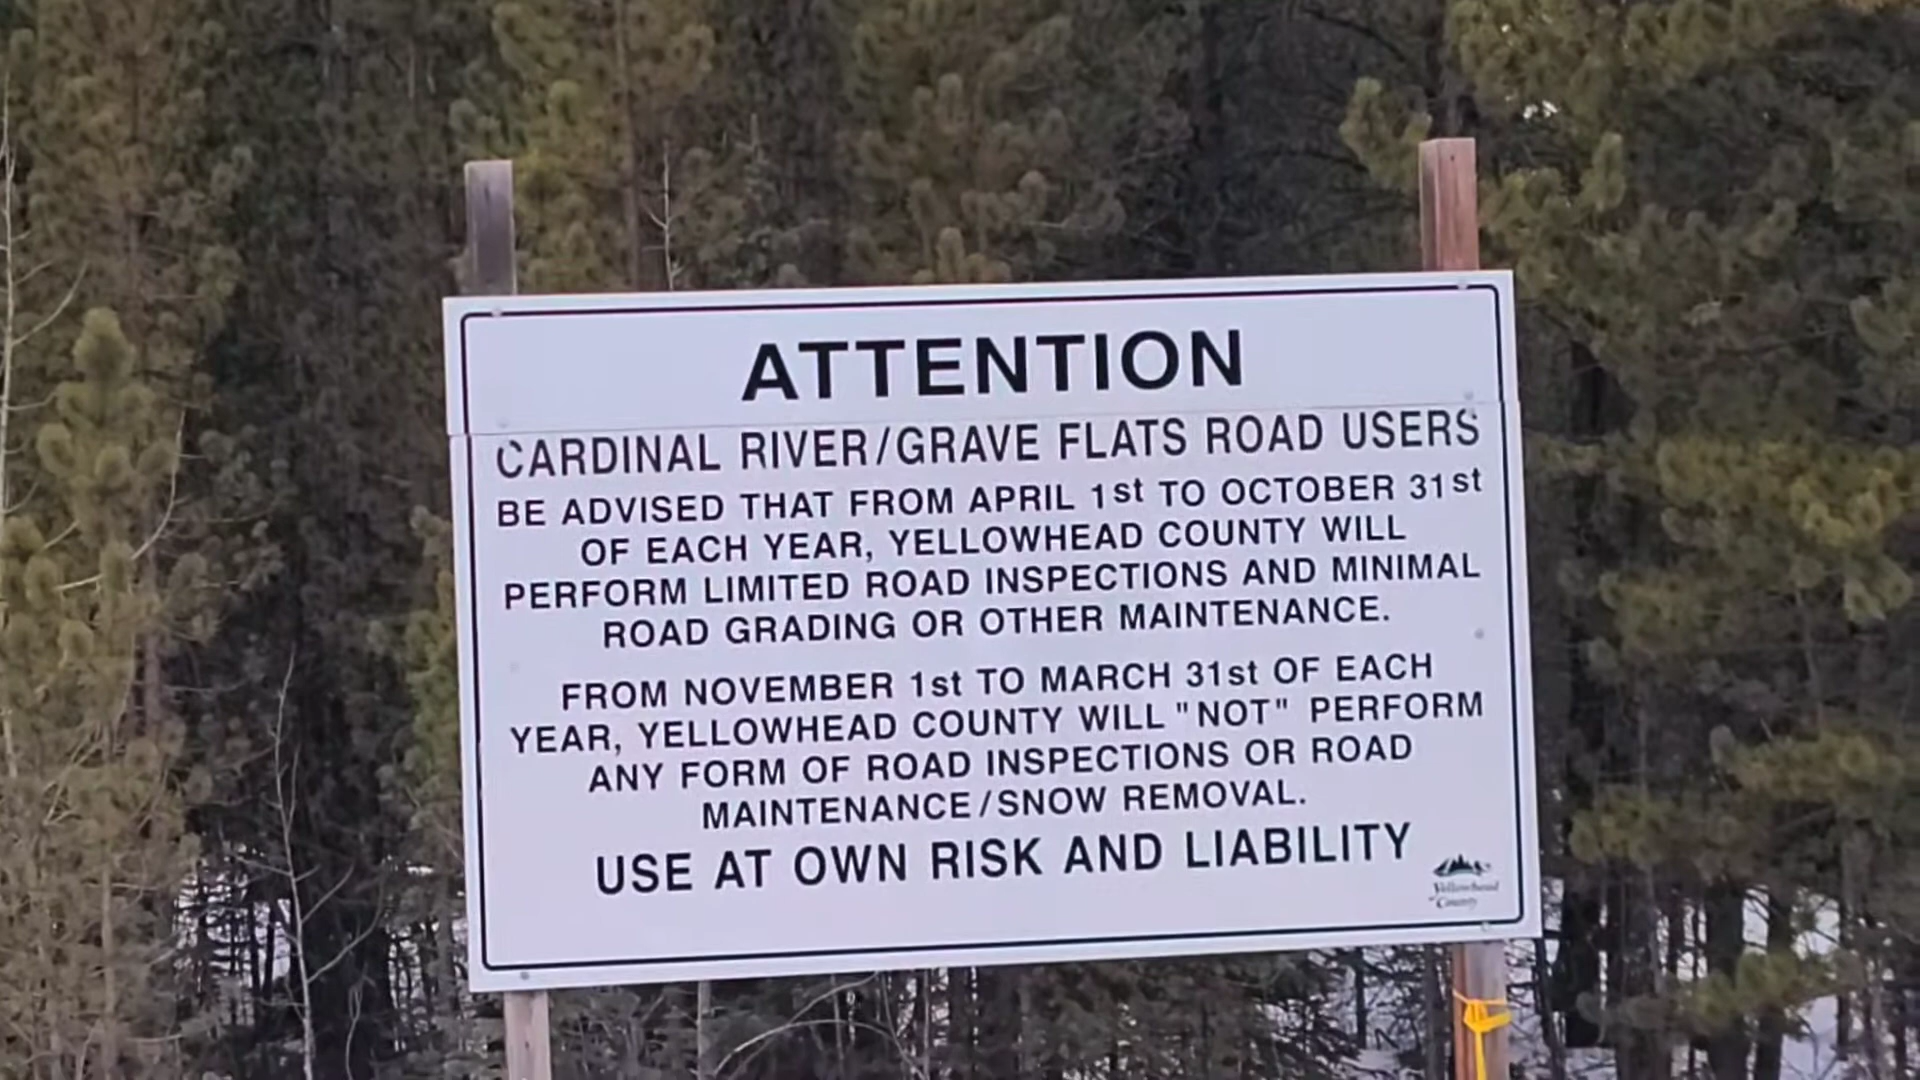 ATTENTION
CARDINAL RIVER/GRAVE FLATS ROAD USERS
BE ADVISED THAT FROM APRIL 1st TO OCTOBER 31st
OF EACH YEAR, YELLOWHEAD COUNTY WILL
PERFORM LIMITED ROAD INSPECTIONS AND MINIMAL
ROAD GRADING OR OTHER MAINTENANCE.
FROM NOVEMBER 1st TO MARCH 31st OF EACH
YEAR, YELLOWHEAD COUNTY WILL "NOT" PERFORM
ANY FORM OF ROAD INSPECTIONS OR ROAD
MAINTENANCE/SNOW REMOVAL.
USE AT OWN RISK AND LIABILITY
Yellowhead
County